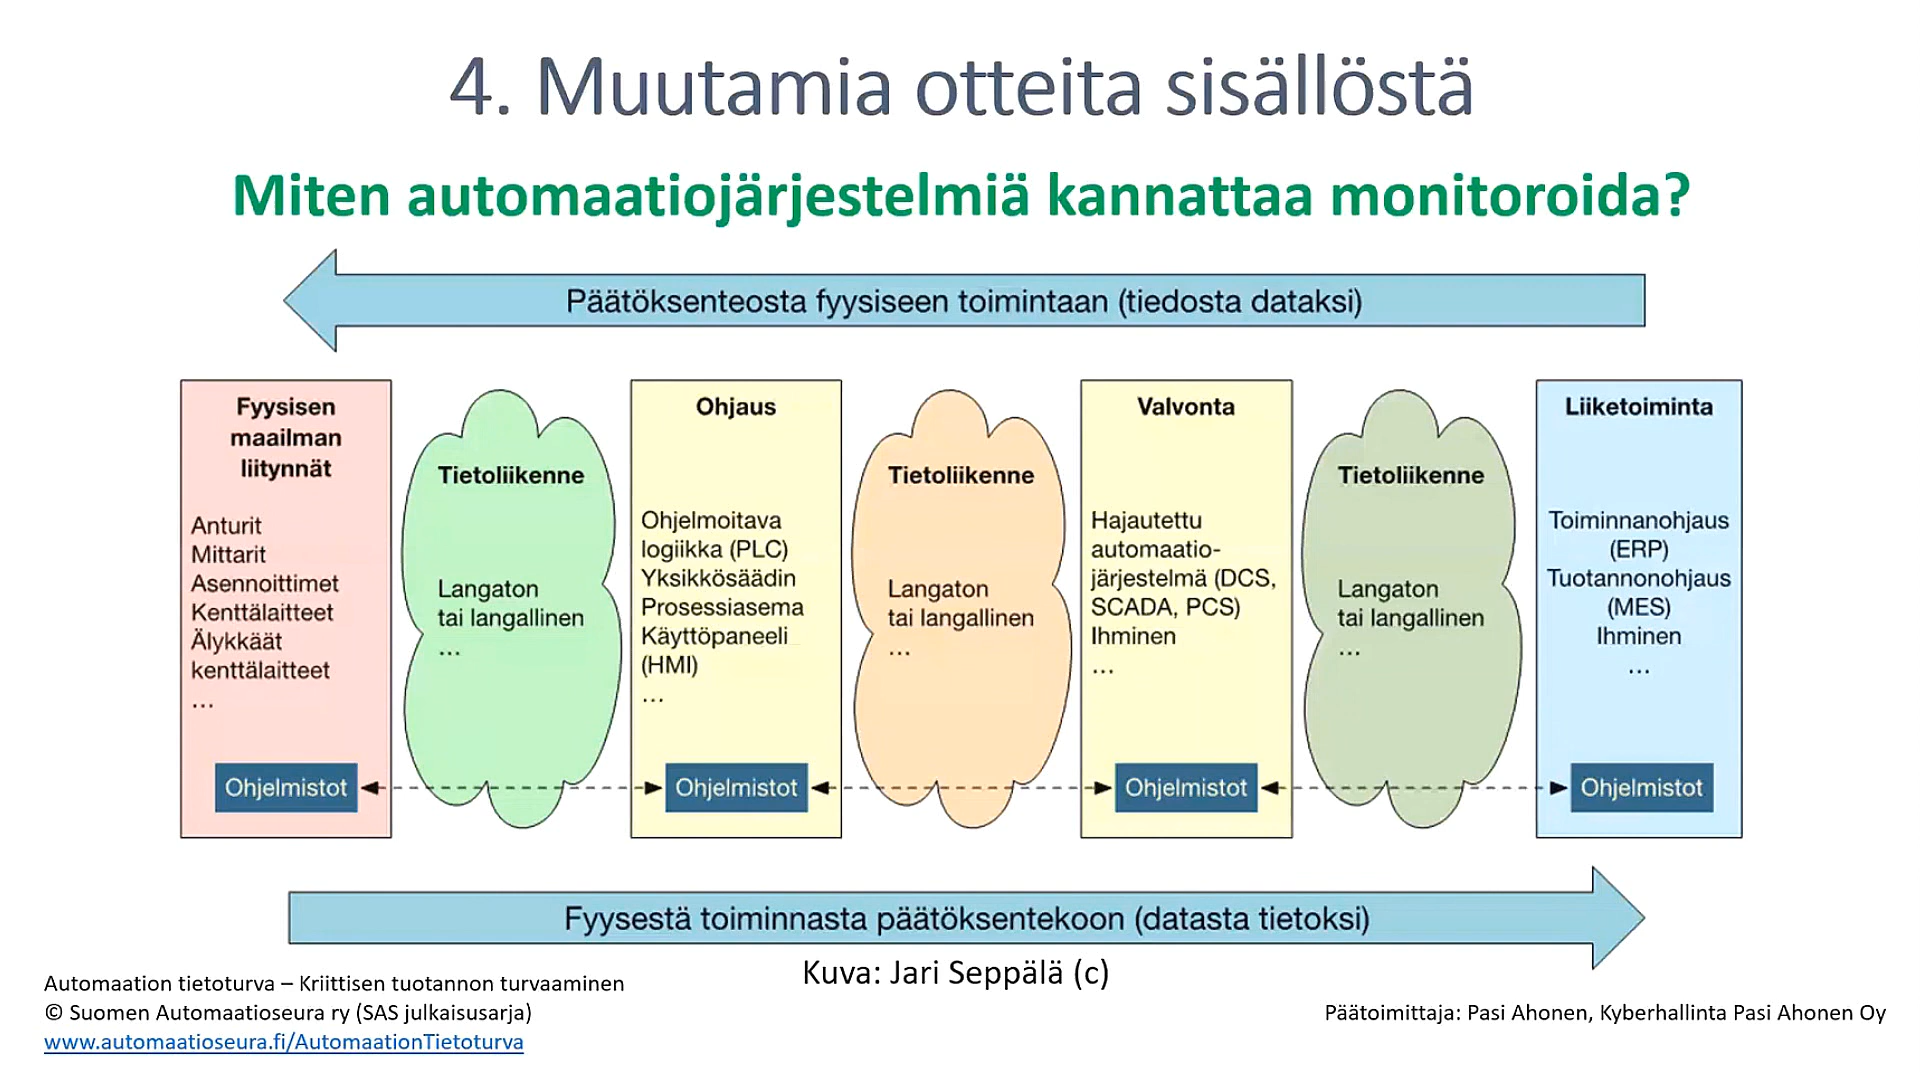 4. Muutamia otteita sisällöstä
Miten automaatiojärjestelmiä kannattaa monitoroida?
Päätöksenteosta fyysiseen toimintaan (tiedosta dataksi)
Fyysisen
maailman
liitynnät
Anturit
Mittarit
Asennoittimet
Kenttälaitteet
Älykkäät
kenttälaitteet
...
Ohjelmistot
Tietoliikenne
Langaton
tai langallinen
...
Ohjaus
Ohjelmoitava
logiikka (PLC)
Yksikkösäädin
Prosessiasema
Käyttöpaneeli
(HMI)
...
Ohjelmistot
Tietoliikenne
Langaton
tai langallinen
...
Valvonta
Hajautettu
automaatio-
järjestelmä (DCS,
SCADA, PCS)
Ihminen
...
Ohjelmistot
Tietoliikenne
Langaton
tai langallinen
...
Liiketoiminta
Toiminnanohjaus
(ERP)
Tuotannonohjaus
(MES)
Ihminen
...
Ohjelmistot
Fyysestä toiminnasta päätöksentekoon (datasta tietoksi)
Kuva: Jari Seppälä (c)
Automaation tietoturva – Kriittisen tuotannon turvaaminen
© Suomen Automaatioseura ry (SAS julkaisusarja)
www.automaatioseura.fi/AutomaationTietoturva
Päätoimittaja: Pasi Ahonen, Kyberhallinta Pasi Ahonen Oy